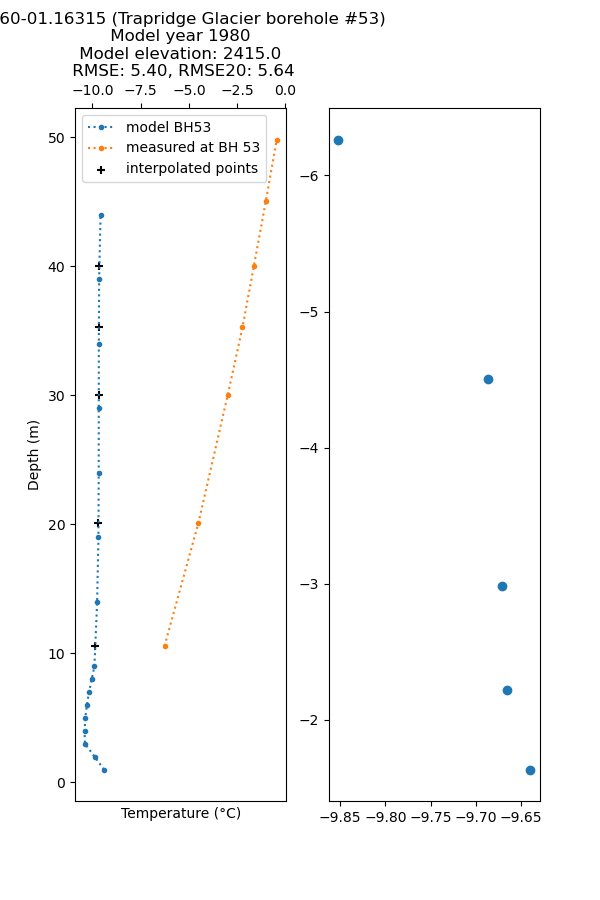 60-01.16315 (Trapridge Glacier borehole #53)
Model year 1980
Model elevation: 2415.0
RMSE: 5.40, RMSE20: 5.64
−10.0 −7.5 −5.0 −2.5 0.0
model BH53
measured at BH 53
interpolated points
50
40
30
20
10
0
Depth (m)
Temperature (°C)
−6
−5
−4
−3
−2
−9.85 −9.80 −9.75 −9.70 −9.65